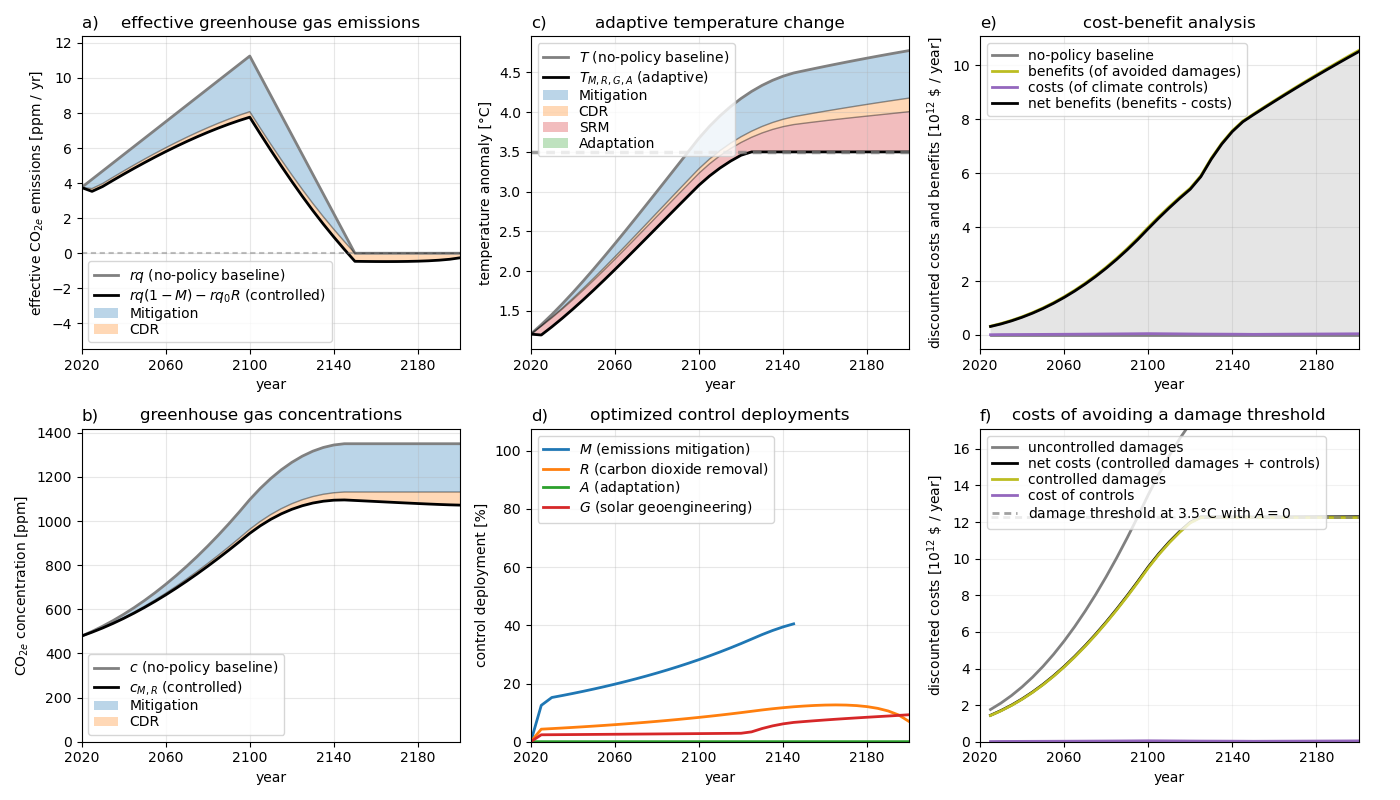 a) effective greenhouse gas emissions
effective CO2e emissions [ppm / yr]
12
10
8
6
4
2
0
−2
−4
rq (no-policy baseline)
rq(1 − M) − rq0R (controlled)
Mitigation
CDR
2020 2060 2100 2140 2180
year
c) adaptive temperature change
temperature anomaly [°C]
4.5
4.0
3.5
3.0
2.5
2.0
1.5
T (no-policy baseline)
TM,R,G,A (adaptive)
Mitigation
CDR
SRM
Adaptation
2020 2060 2100 2140 2180
year
e) cost-benefit analysis
discounted costs and benefits [10^12 $ / year]
10
8
6
4
2
0
no-policy baseline
benefits (of avoided damages)
costs (of climate controls)
net benefits (benefits - costs)
2020 2060 2100 2140 2180
year
b) greenhouse gas concentrations
CO2e concentration [ppm]
1400
1200
1000
800
600
400
200
0
c (no-policy baseline)
cM,R (controlled)
Mitigation
CDR
2020 2060 2100 2140 2180
year
d) optimized control deployments
control deployment [%]
100
80
60
40
20
0
M (emissions mitigation)
R (carbon dioxide removal)
A (adaptation)
G (solar geoengineering)
2020 2060 2100 2140 2180
year
f) costs of avoiding a damage threshold
discounted costs [10^12 $ / year]
16
14
12
10
8
6
4
2
0
uncontrolled damages
net costs (controlled damages + controls)
controlled damages
cost of controls
damage threshold at 3.5°C with A = 0
2020 2060 2100 2140 2180
year